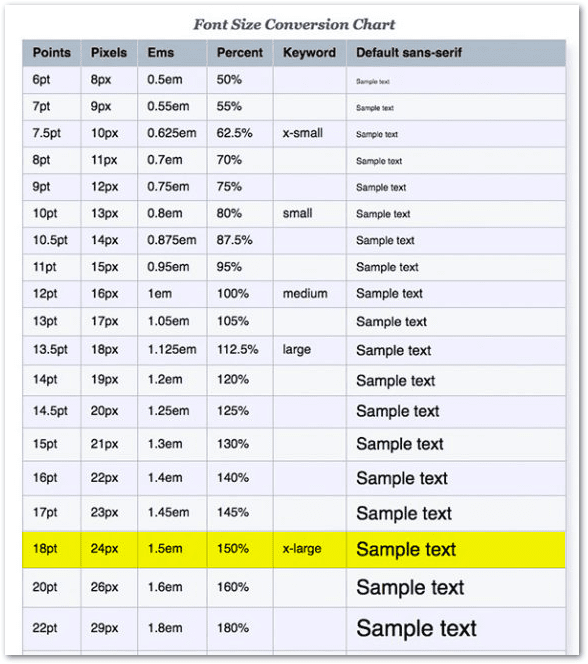 Font Size Conversion Chart
Points Pixels Ems Percent Keyword Default sans-serif
6pt 8px 0.5em 50% Sample text
7pt 9px 0.55em 55% Sample text
7.5pt 10px 0.625em 62.5% x-small Sample text
8pt 11px 0.7em 70% Sample text
9pt 12px 0.75em 75% Sample text
10pt 13px 0.8em 80% small Sample text
10.5pt 14px 0.875em 87.5% Sample text
11pt 15px 0.95em 95% Sample text
12pt 16px 1em 100% medium Sample text
13pt 17px 1.05em 105% Sample text
13.5pt 18px 1.125em 112.5% large Sample text
14pt 19px 1.2em 120% Sample text
14.5pt 20px 1.25em 125% Sample text
15pt 21px 1.3em 130% Sample text
16pt 22px 1.4em 140% Sample text
17pt 23px 1.45em 145% Sample text
18pt 24px 1.5em 150% x-large Sample text
20pt 26px 1.6em 160% Sample text
22pt 29px 1.8em 180% Sample text